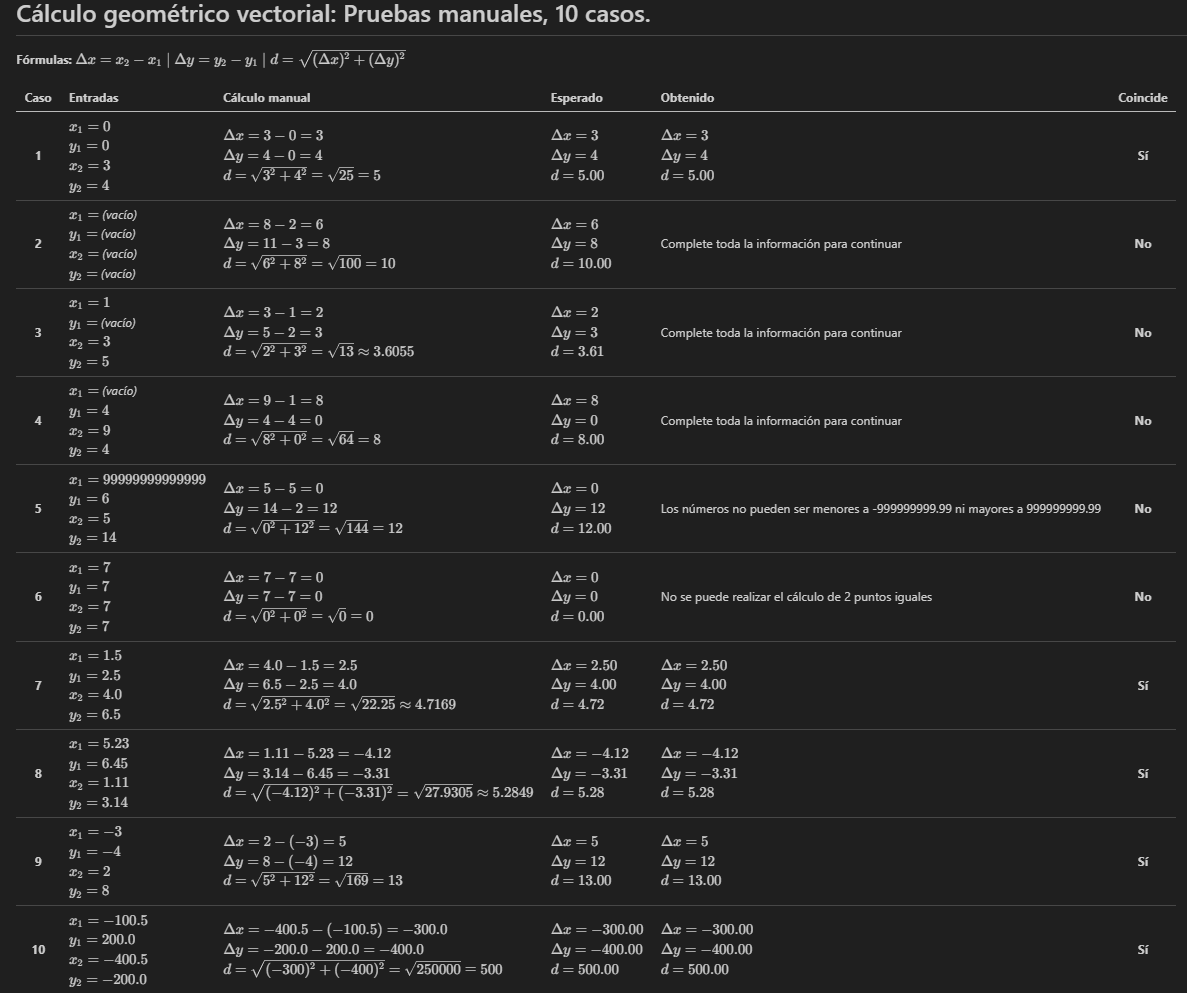 Cálculo geométrico vectorial: Pruebas manuales, 10 casos.
Fórmulas: Δx = x₂ − x₁ | Δy = y₂ − y₁ | d = √((Δx)² + (Δy)²)
Caso Entradas Cálculo manual Esperado Obtenido Coincide
1
x₁ = 0
y₁ = 0
x₂ = 3
y₂ = 4
Δx = 3 − 0 = 3
Δy = 4 − 0 = 4
d = √(3² + 4²) = √25 = 5
Δx = 3
Δy = 4
d = 5.00
Δx = 3
Δy = 4
d = 5.00
Sí
2
x₁ = (vacío)
y₁ = (vacío)
x₂ = (vacío)
y₂ = (vacío)
Δx = 8 − 2 = 6
Δy = 11 − 3 = 8
d = √(6² + 8²) = √100 = 10
Δx = 6
Δy = 8
d = 10.00
Complete toda la información para continuar
No
3
x₁ = 1
y₁ = (vacío)
x₂ = 3
y₂ = 5
Δx = 3 − 1 = 2
Δy = 5 − 2 = 3
d = √(2² + 3²) = √13 ≈ 3.6055
Δx = 2
Δy = 3
d = 3.61
Complete toda la información para continuar
No
4
x₁ = (vacío)
y₁ = 4
x₂ = 9
y₂ = 4
Δx = 9 − 1 = 8
Δy = 4 − 4 = 0
d = √(8² + 0²) = √64 = 8
Δx = 8
Δy = 0
d = 8.00
Complete toda la información para continuar
No
5
x₁ = 99999999999999
y₁ = 6
x₂ = 5
y₂ = 14
Δx = 5 − 5 = 0
Δy = 14 − 2 = 12
d = √(0² + 12²) = √144 = 12
Δx = 0
Δy = 12
d = 12.00
Los números no pueden ser menores a -999999999.99 ni mayores a 999999999.99
No
6
x₁ = 7
y₁ = 7
x₂ = 7
y₂ = 7
Δx = 7 − 7 = 0
Δy = 7 − 7 = 0
d = √(0² + 0²) = √0 = 0
Δx = 0
Δy = 0
d = 0.00
No se puede realizar el cálculo de 2 puntos iguales
No
7
x₁ = 1.5
y₁ = 2.5
x₂ = 4.0
y₂ = 6.5
Δx = 4.0 − 1.5 = 2.5
Δy = 6.5 − 2.5 = 4.0
d = √(2.5² + 4.0²) = √22.25 ≈ 4.7169
Δx = 2.50
Δy = 4.00
d = 4.72
Δx = 2.50
Δy = 4.00
d = 4.72
Sí
8
x₁ = 5.23
y₁ = 6.45
x₂ = 1.11
y₂ = 3.14
Δx = 1.11 − 5.23 = −4.12
Δy = 3.14 − 6.45 = −3.31
d = √((−4.12)² + (−3.31)²) = √27.9305 ≈ 5.2849
Δx = −4.12
Δy = −3.31
d = 5.28
Δx = −4.12
Δy = −3.31
d = 5.28
Sí
9
x₁ = −3
y₁ = −4
x₂ = 2
y₂ = 8
Δx = 2 − (−3) = 5
Δy = 8 − (−4) = 12
d = √(5² + 12²) = √169 = 13
Δx = 5
Δy = 12
d = 13.00
Δx = 5
Δy = 12
d = 13.00
Sí
10
x₁ = −100.5
y₁ = 200.0
x₂ = −400.5
y₂ = −200.0
Δx = −400.5 − (−100.5) = −300.0
Δy = −200.0 − 200.0 = −400.0
d = √((−300)² + (−400)²) = √250000 = 500
Δx = −300.00
Δy = −400.00
d = 500.00
Δx = −300.00
Δy = −400.00
d = 500.00
Sí